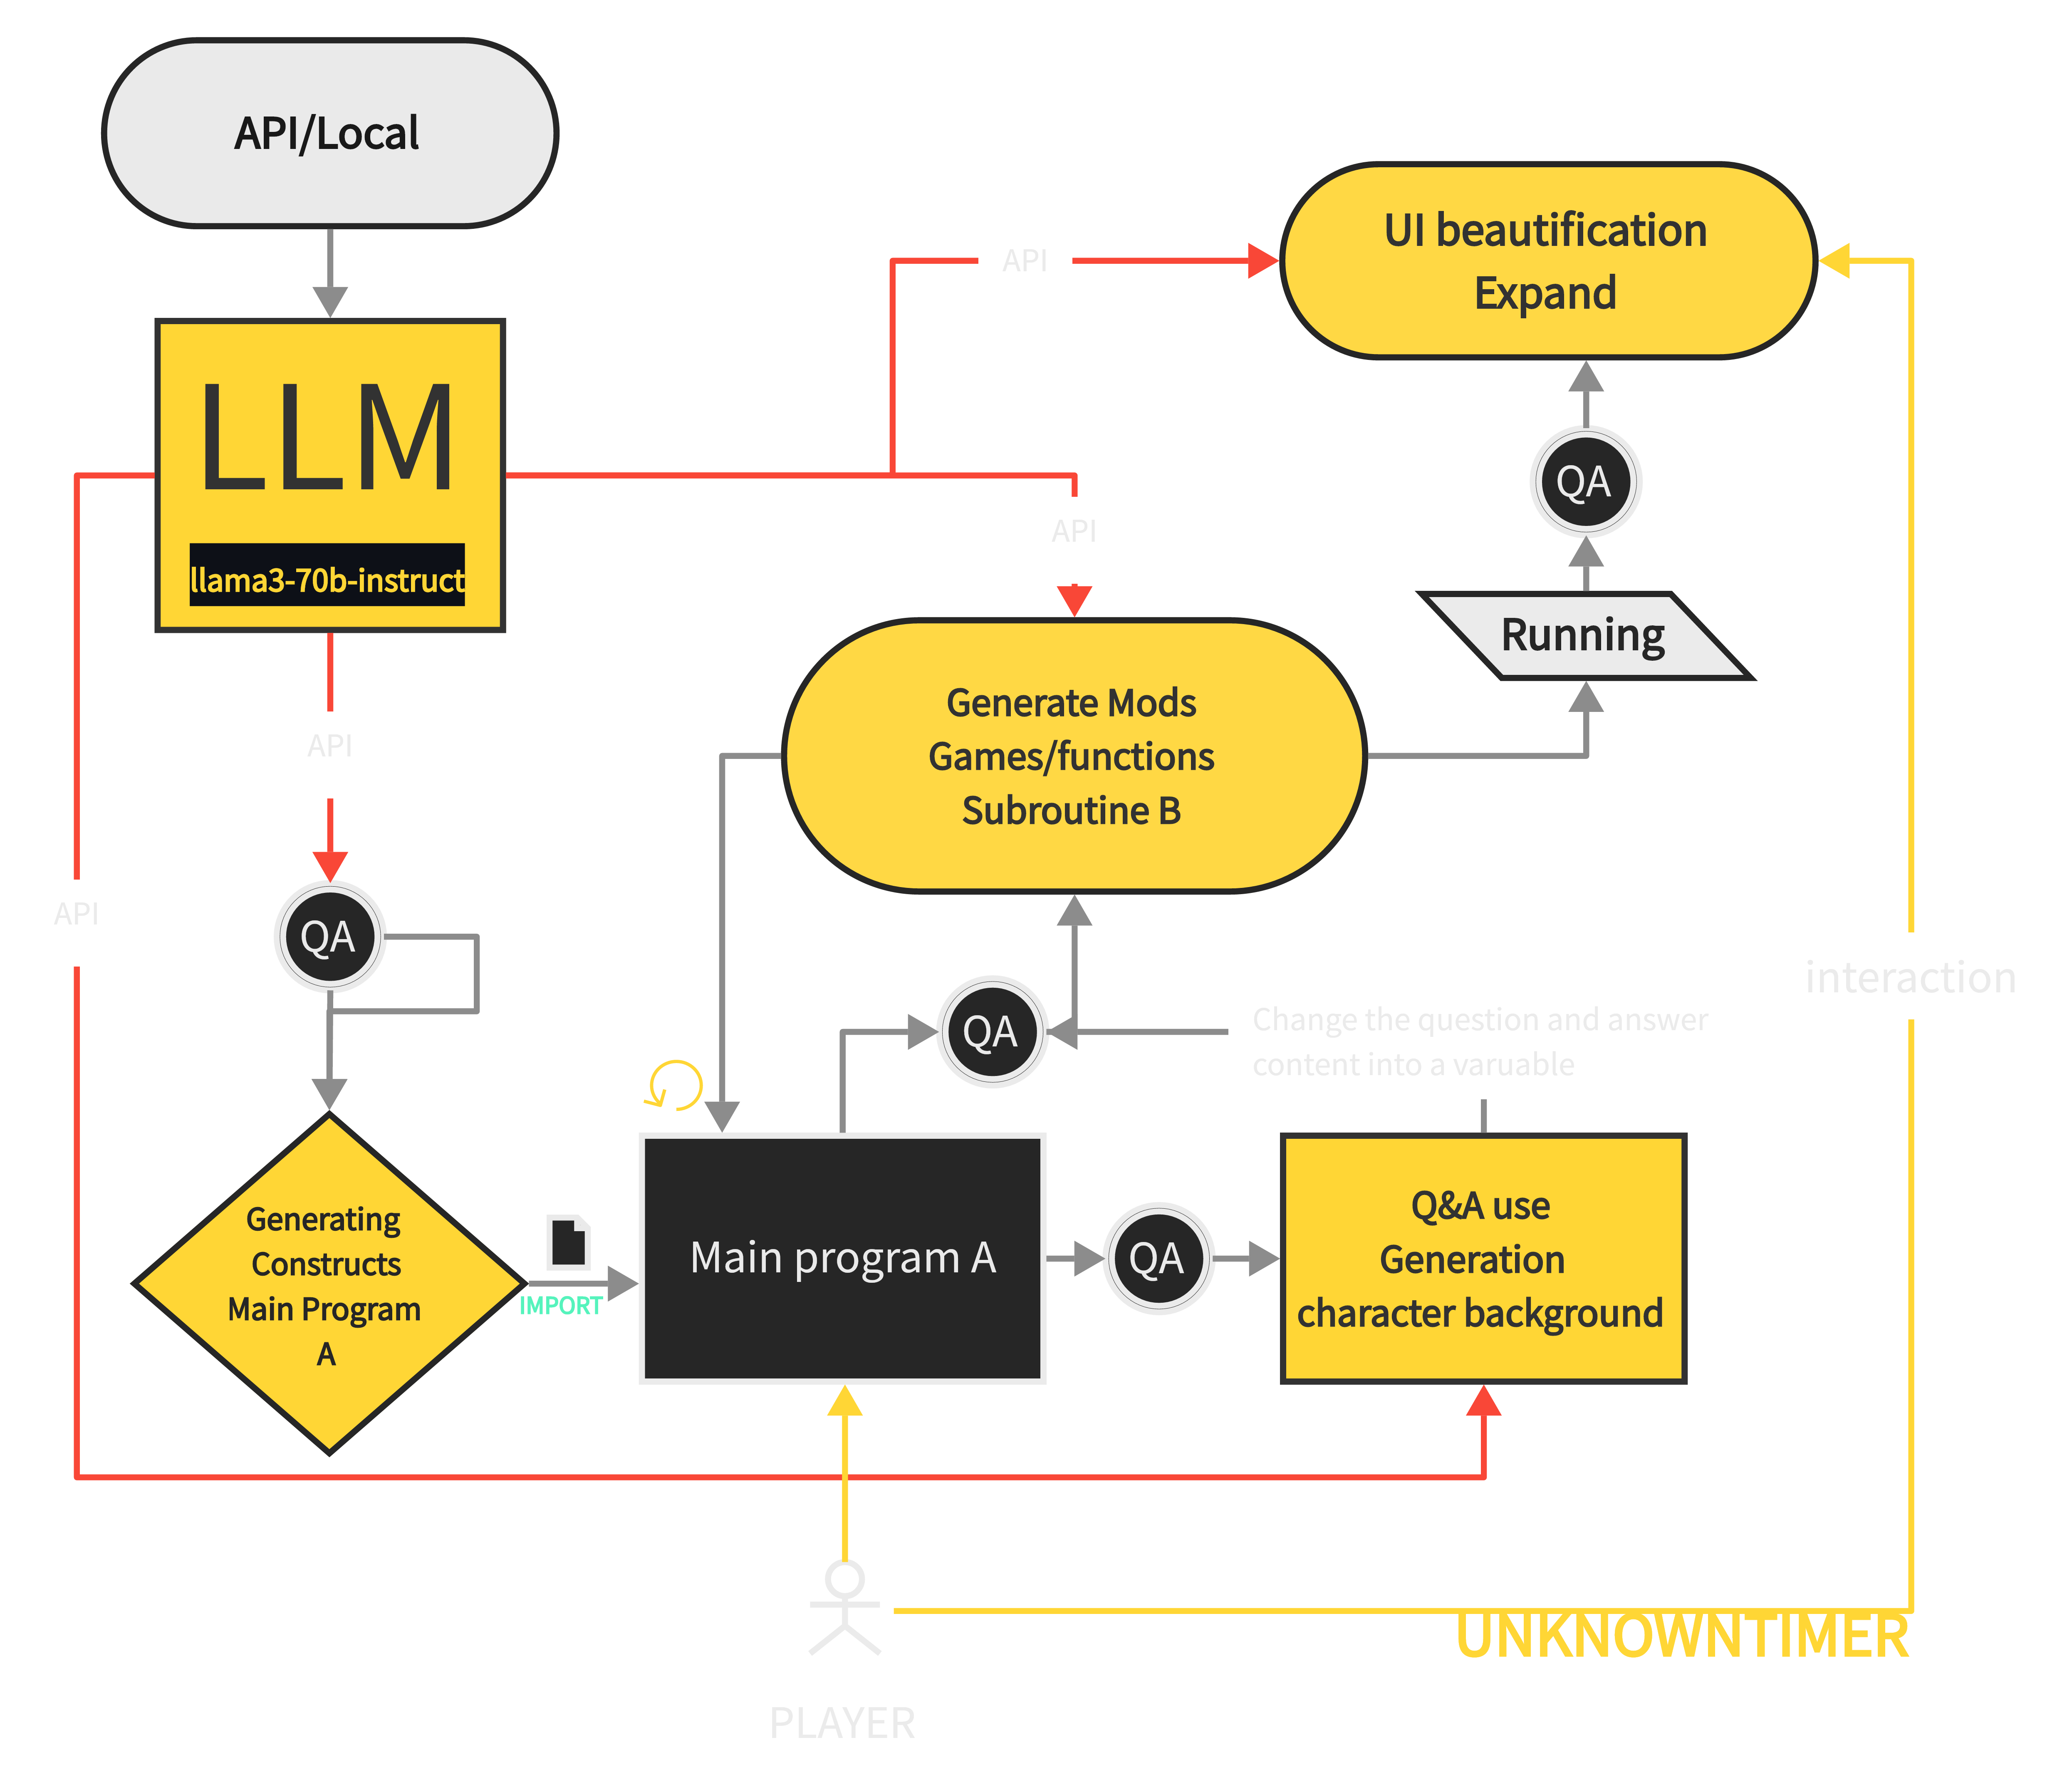 API/Local
UI beautification
Expand
API
LLM
llama3-70b-instruct
QA
API
Running
Generate Mods
Games/functions
Subroutine B
API
API
QA
interaction
QA
Change the question and answer
content into a varuable
Generating
Constructs
Main Program
A
IMPORT
Main program A
QA
Q&A use
Generation
character background
UNKNOWNTIMER
PLAYER